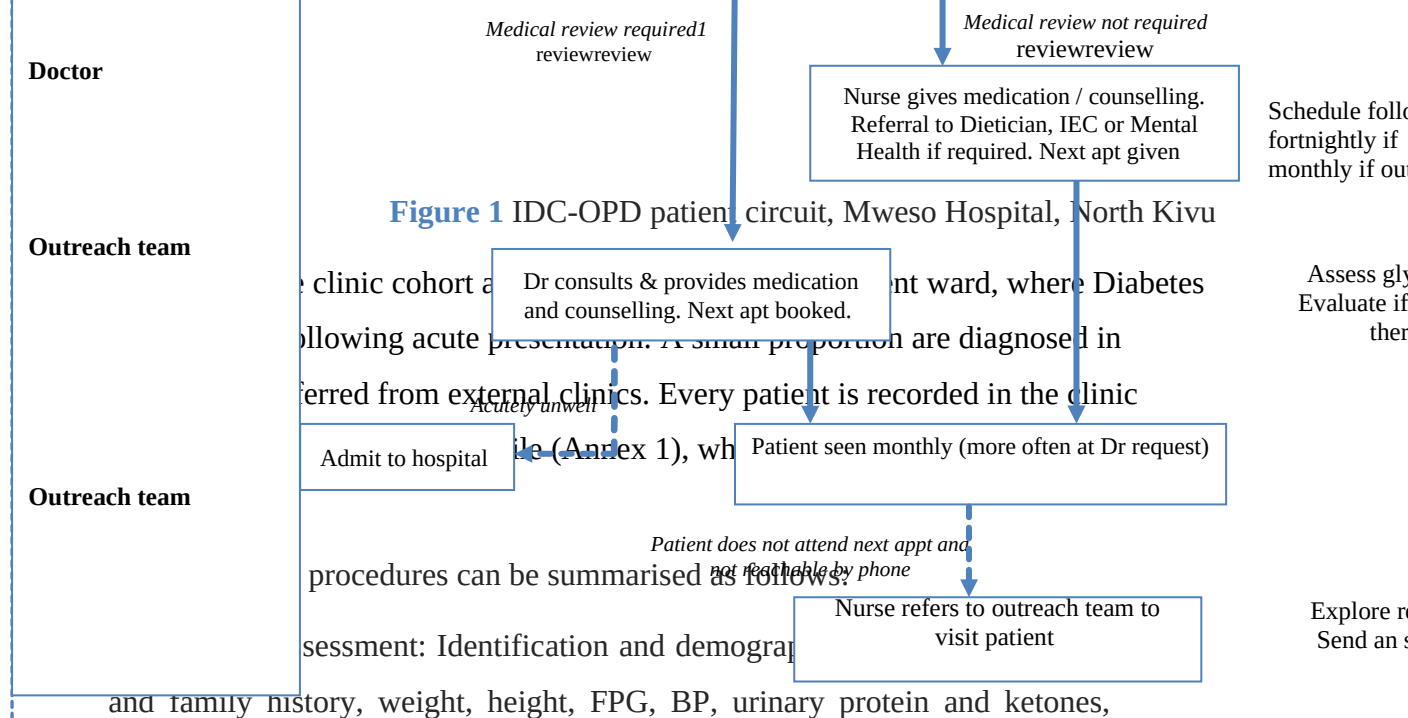 Medical review required1
reviewreview
Medical review not required
reviewreview
Doctor
Nurse gives medication / counselling.
Referral to Dietician, IEC or Mental
Health if required. Next apt given
Schedule follo
fortnightly if
monthly if ou
Figure 1 IDC-OPD patient circuit, Mweso Hospital, North Kivu
Outreach team
Dr consults & provides medication
and counselling. Next apt booked.
Assess gly
Evaluate if
ther
e clinic cohort a ent ward, where Diabetes
ollowing acute presentation. A small proportion are diagnosed in
ferred from external clinics. Every patient is recorded in the clinic
Acutely unwell
ile (Annex 1), wh
Admit to hospital
Patient seen monthly (more often at Dr request)
Outreach team
Patient does not attend next appt and
not reachable by phone
procedures can be summarised as follows:
Nurse refers to outreach team to
visit patient
Explore re
Send an s
sessment: Identification and demograp
and family history, weight, height, FPG, BP, urinary protein and ketones,